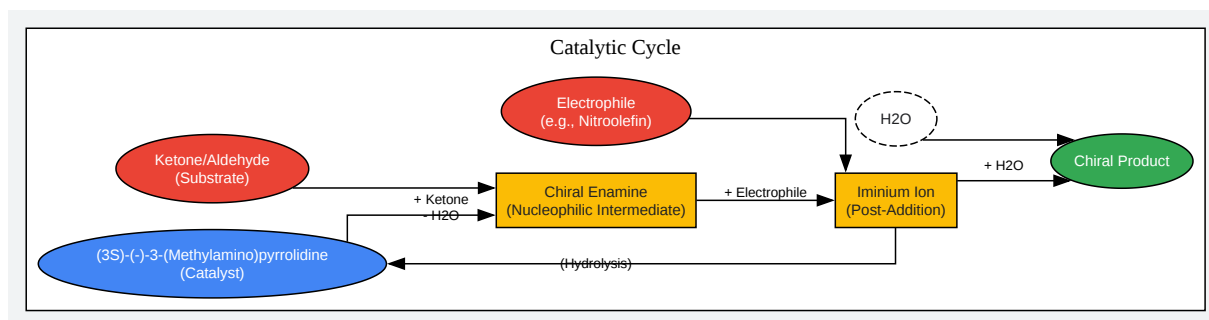 Catalytic Cycle
Electrophile
(e.g., Nitroolefin)
H2O
Ketone/Aldehyde
(Substrate)
Chiral Product
+ H2O
Chiral Enamine
(Nucleophilic Intermediate)
+ Electrophile
Iminium Ion
(Post-Addition)
+ Ketone
- H2O
(3S)-(-)-3-(Methylamino)pyrrolidine
(Catalyst)
(Hydrolysis)